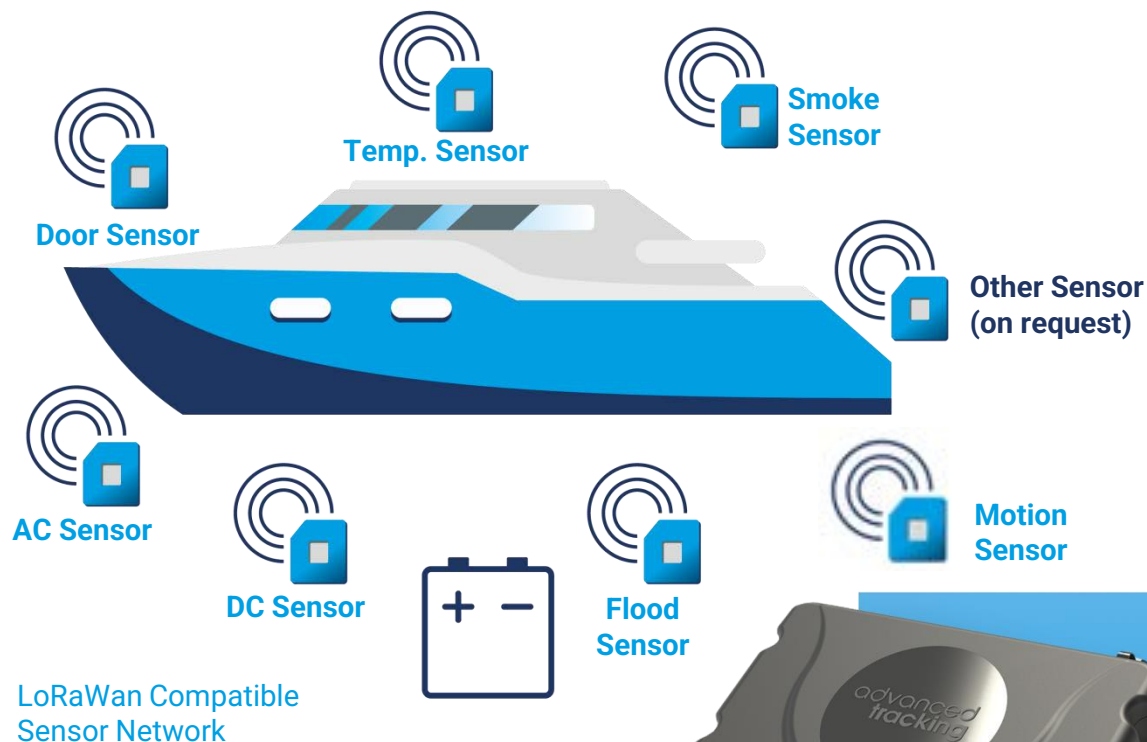 Temp. Sensor
Smoke
Sensor
Door Sensor
Other Sensor
(on request)
AC Sensor
DC Sensor
+ −
Flood
Sensor
Motion
Sensor
LoRaWan Compatible
Sensor Network
advanced
tracking